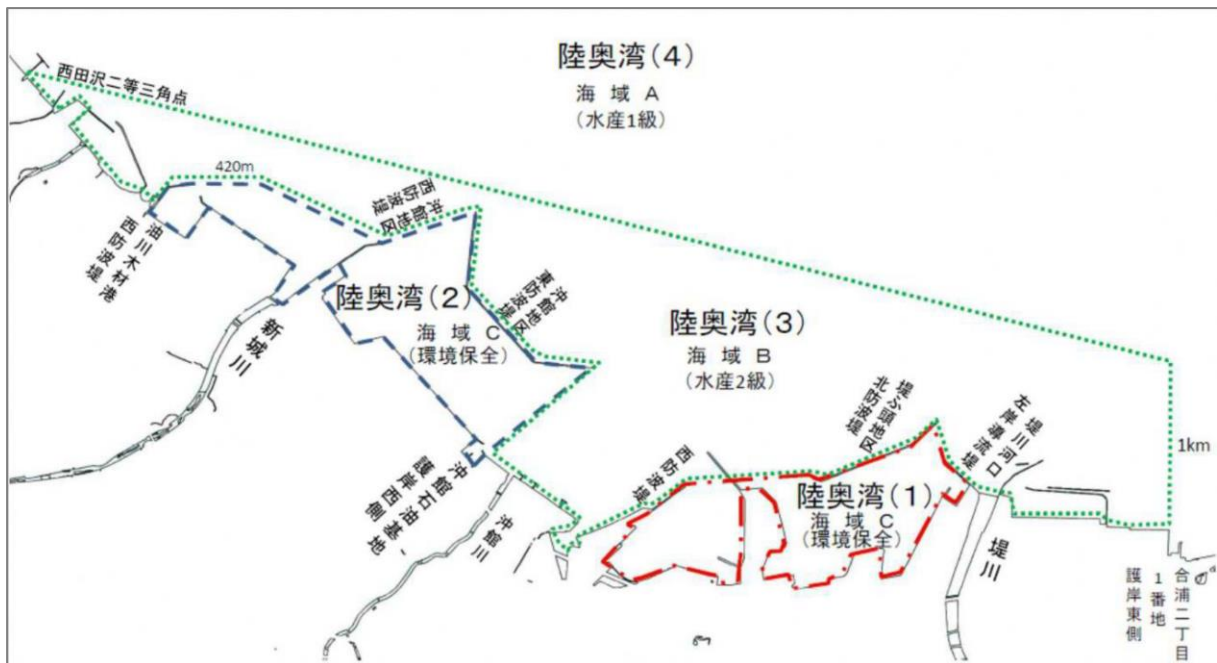 陸奥湾(4)
海域A
(水産1級)
西田沢二等三角点
420m
沖館地区
西防波堤
油川木材港
西防波堤
陸奥湾(2)
海域C
(環境保全)
沖館地区
東防波堤
新城川
陸奥湾(3)
海域B
(水産2級)
堤ふ頭地区
北防波堤
堤川河口
左岸導流堤
1km
西防波堤
陸奥湾(1)
海域C
(環境保全)
沖館石油基地
護岸西側
沖館川
堤川
合浦二丁目
1番地
護岸東側